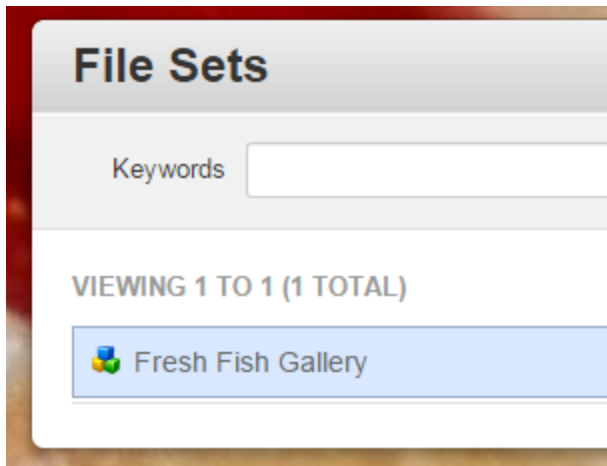 File Sets
Keywords
VIEWING 1 TO 1 (1 TOTAL)
Fresh Fish Gallery